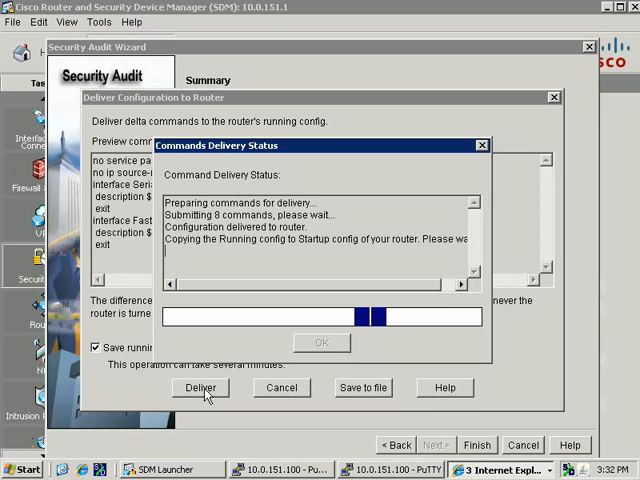 Cisco Router and Security Device Manager (SDM): 10.0.151.1
File Edit View Tools Help
Security Audit Wizard
Security Audit
Summary
Deliver Configuration to Router
Deliver delta commands to the router's running config.
Commands Delivery Status
Command Delivery Status:
Preparing commands for delivery...
Submitting 8 commands, please wait...
Configuration delivered to router.
Copying the Running config to Startup config of your router. Please wa
OK
Preview comm
no service pa
no ip source-r
interface Seri
description $
exit
interface Fast
description $
exit
The difference
never the
router is turne
Save runnin
This operation can take several minutes.
Deliver Cancel Save to file Help
< Back Next > Finish Cancel Help
Start SDM Launcher 10.0.151.100 - Pu... 10.0.151.100 - PuTTY 3 Internet Expl... 3:32 PM